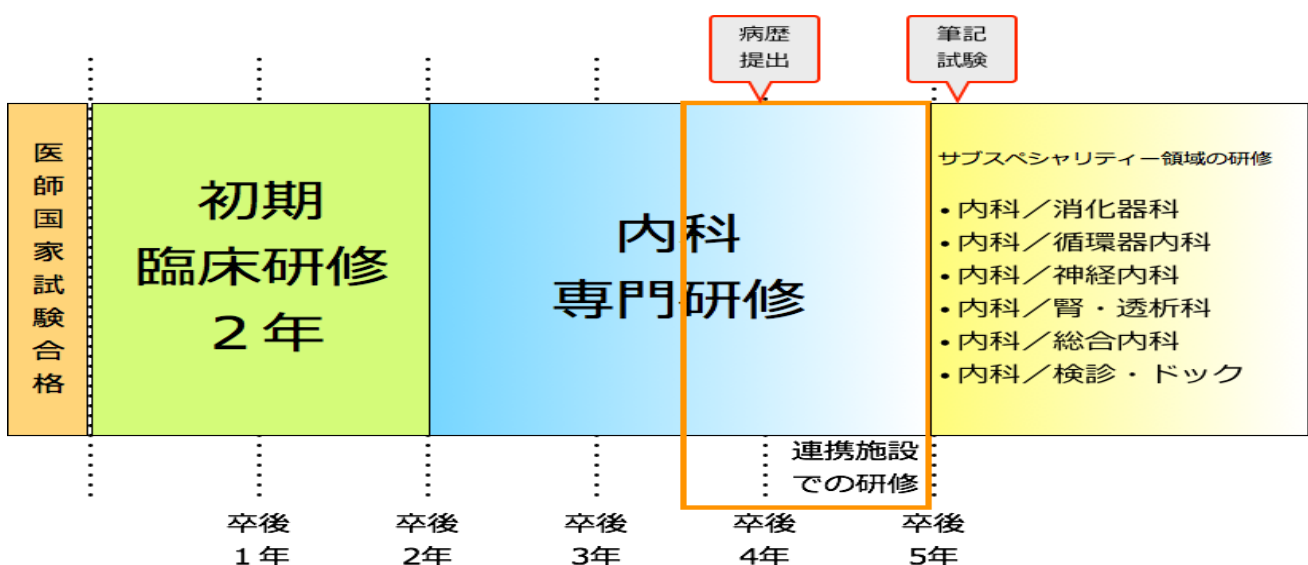 病歴
提出
筆記
試験
医師国家試験合格
初期
臨床研修
２年
内科
専門研修
サブスペシャリティー領域の研修
•内科／消化器科
•内科／循環器内科
•内科／神経内科
•内科／腎・透析科
•内科／総合内科
•内科／検診・ドック
連携施設
での研修
卒後
１年
卒後
2年
卒後
3年
卒後
4年
卒後
5年